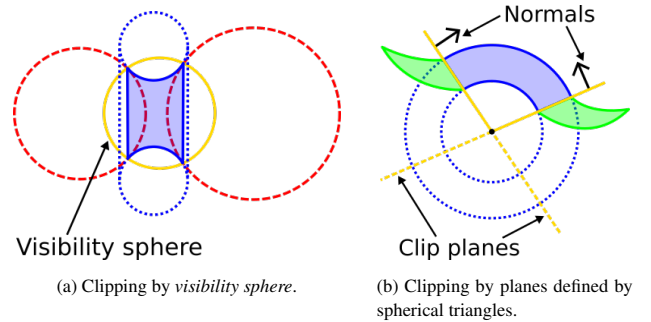 Normals
Visibility sphere
Clip planes
(a) Clipping by visibility sphere.
(b) Clipping by planes defined by
spherical triangles.